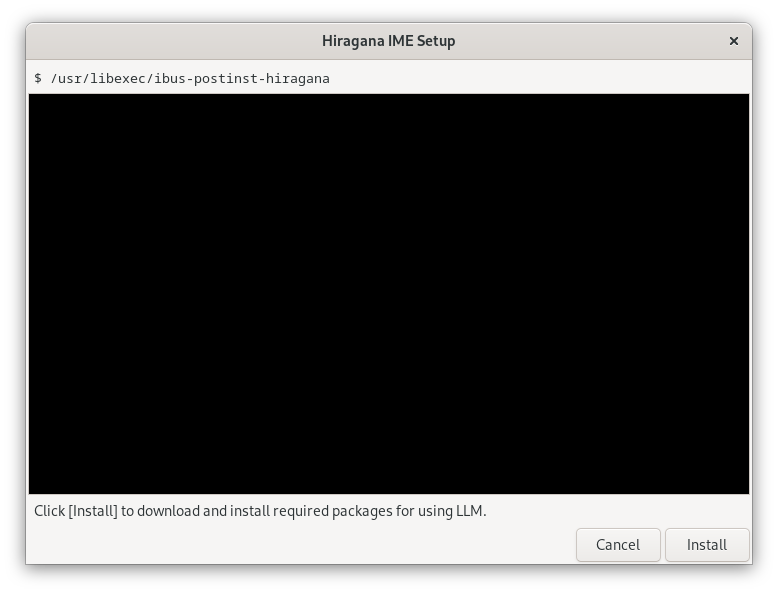 Hiragana IME Setup
$ /usr/libexec/ibus-postinst-hiragana
Click [Install] to download and install required packages for using LLM.
Cancel Install